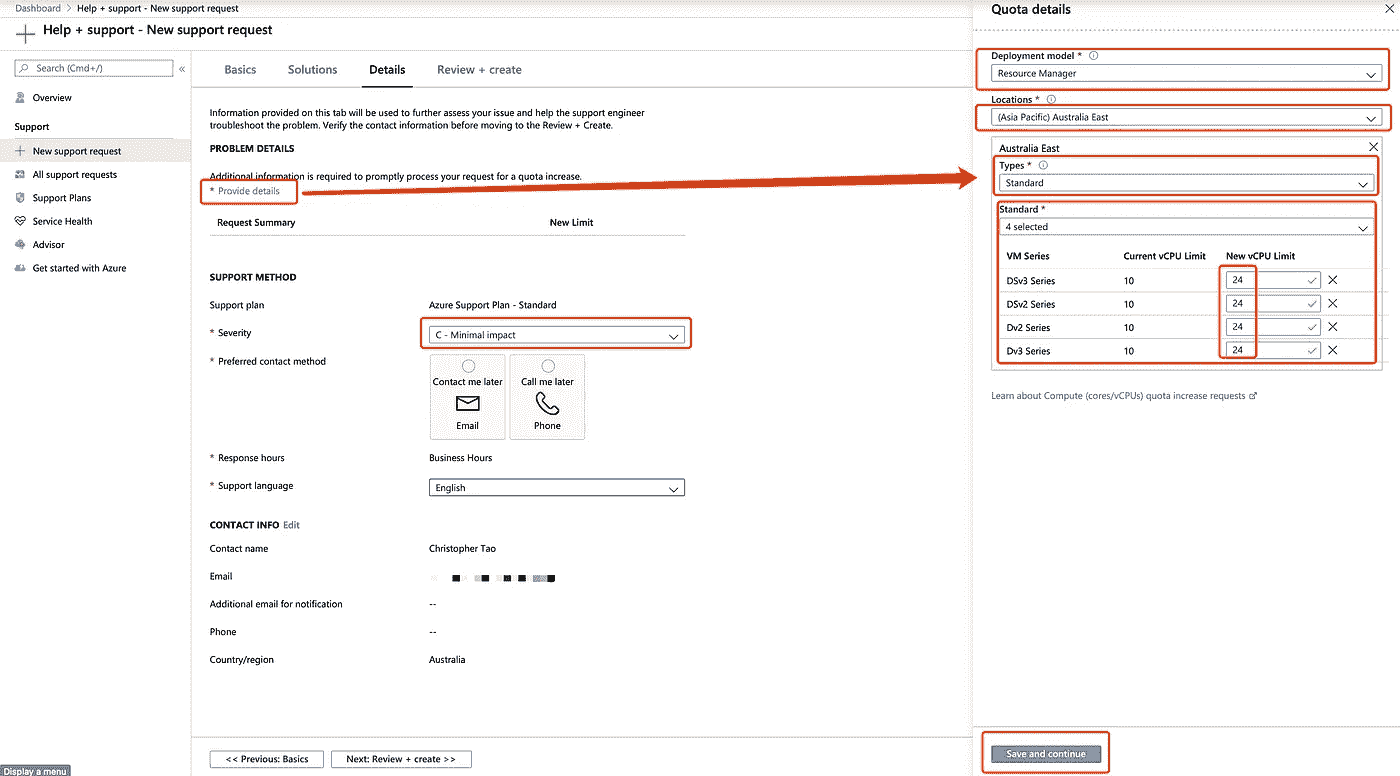 Dashboard > Help + support - New support request
Help + support - New support request
Search (Cmd+/)
«
Overview
Support
New support request
All support requests
Support Plans
Service Health
Advisor
Get started with Azure
Basics
Solutions
Details
Review + create
Information provided on this tab will be used to further assess your issue and help the support engineer
troubleshoot the problem. Verify the contact information before moving to the Review + Create.
PROBLEM DETAILS
Additional information is required to promptly process your request for a quota increase.
* Provide details
Request Summary New Limit
SUPPORT METHOD
Support plan Azure Support Plan - Standard
* Severity C - Minimal impact
* Preferred contact method
Contact me later Call me later
Email Phone
* Response hours Business Hours
* Support language English
CONTACT INFO Edit
Contact name Christopher Tao
Email
Additional email for notification --
Phone --
Country/region Australia
<< Previous: Basics Next: Review + create >>
Display a menu
Quota details
Deployment model *
Resource Manager
Locations *
(Asia Pacific) Australia East
Australia East
Types *
Standard
Standard *
4 selected
VM Series Current vCPU Limit New vCPU Limit
DSv3 Series 10 24
DSv2 Series 10 24
Dv2 Series 10 24
Dv3 Series 10 24
Learn about Compute (cores/vCPUs) quota increase requests
Save and continue